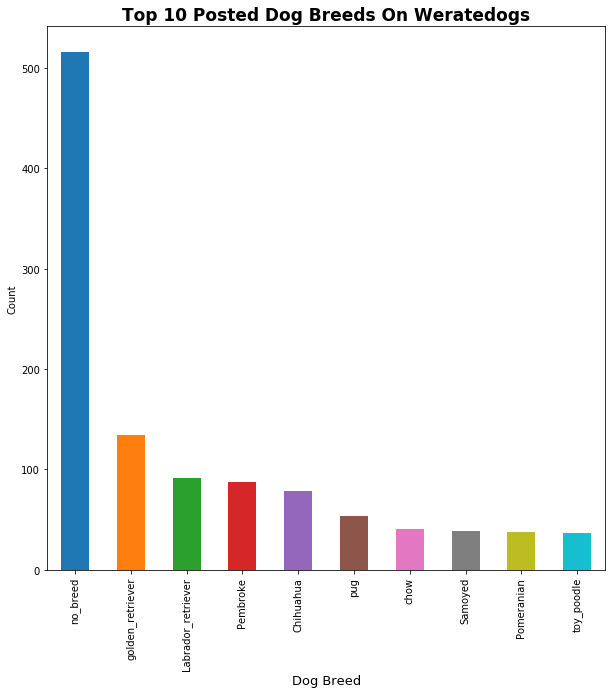 Top 10 Posted Dog Breeds On Weratedogs
500
400
300
200
100
0
Count
no_breed
golden_retriever
Labrador_retriever
Pembroke
Chihuahua
pug
chow
Samoyed
Pomeranian
toy_poodle
Dog Breed